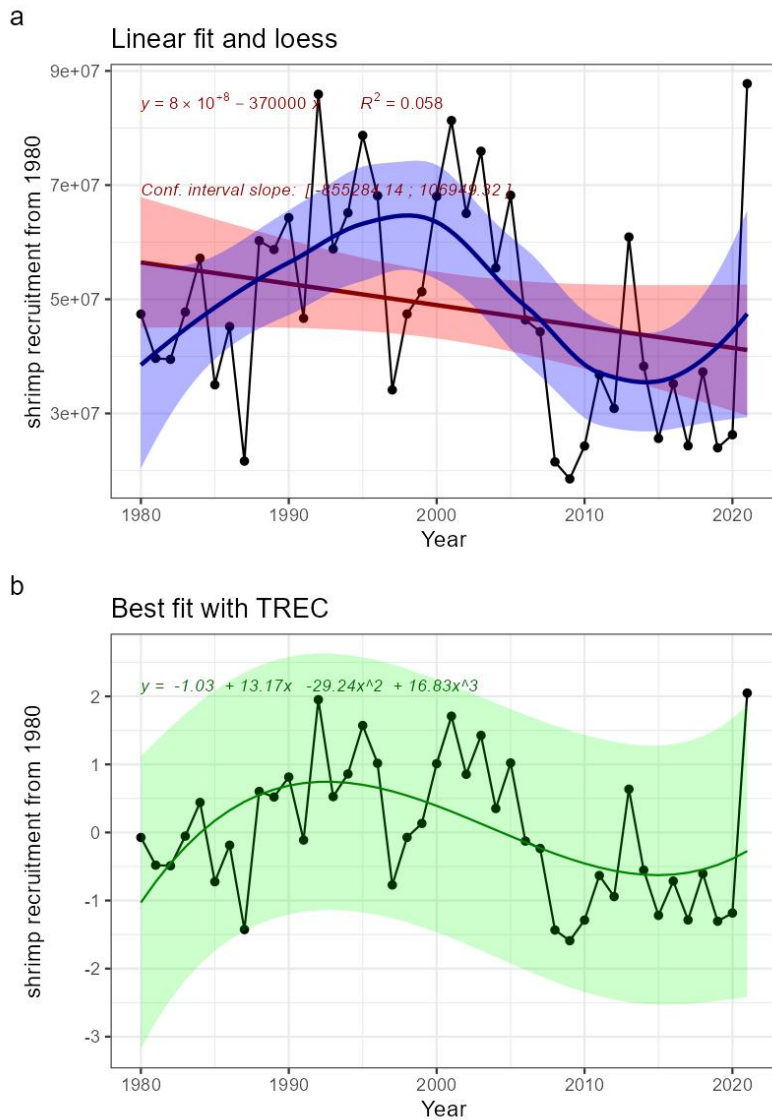 a
Linear fit and loess
y = 8 × 10⁺⁸ − 370000 x R² = 0.058
Conf. interval slope: [ -855284.14 ; 106949.32 ]
9e+07
7e+07
5e+07
3e+07
shrimp recruitment from 1980
1980 1990 2000 2010 2020
Year
b
Best fit with TREC
y = -1.03 + 13.17x -29.24x^2 + 16.83x^3
2
1
0
-1
-2
-3
shrimp recruitment from 1980
1980 1990 2000 2010 2020
Year